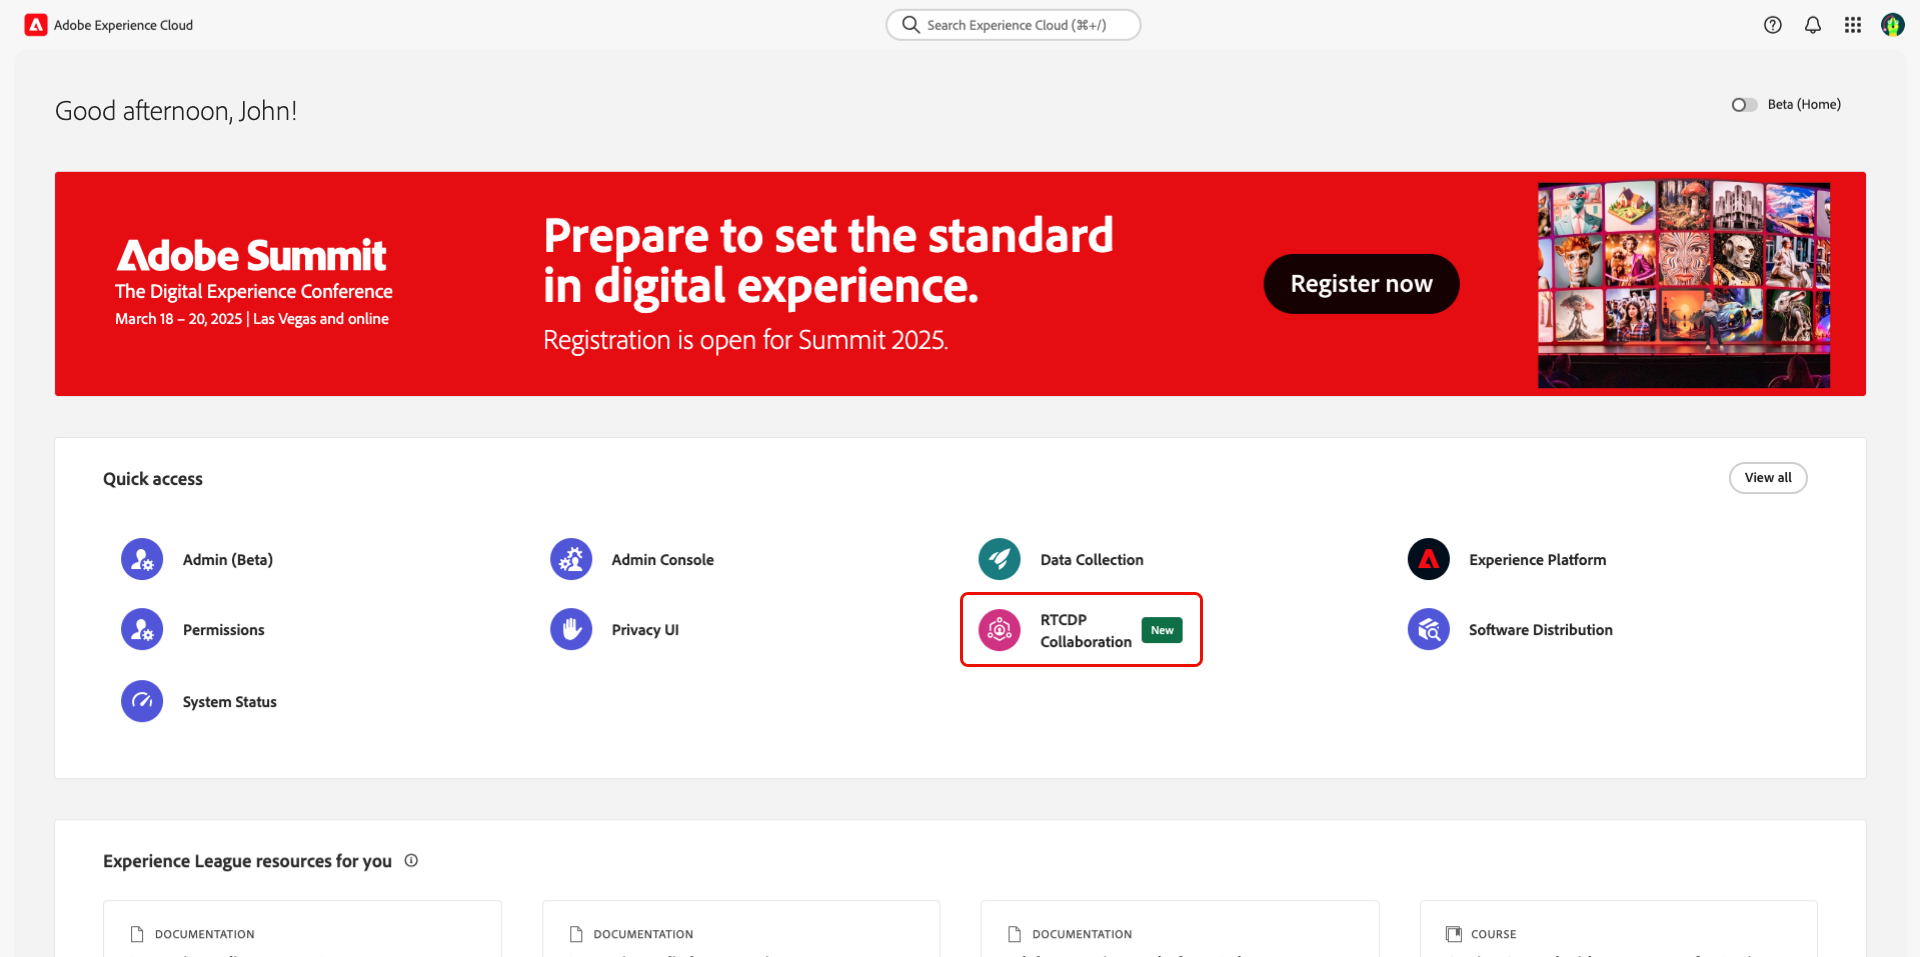 Adobe Experience Cloud
Search Experience Cloud (⌘+/)
Good afternoon, John!
Beta (Home)
Adobe Summit
The Digital Experience Conference
March 18 – 20, 2025 | Las Vegas and online
Prepare to set the standard
in digital experience.
Registration is open for Summit 2025.
Register now
Quick access
View all
Admin (Beta)
Admin Console
Data Collection
Experience Platform
Permissions
Privacy UI
RTCDP
Collaboration
New
Software Distribution
System Status
Experience League resources for you
DOCUMENTATION
DOCUMENTATION
DOCUMENTATION
COURSE